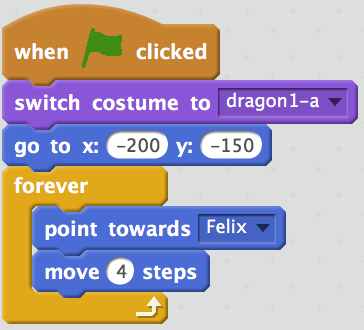 when clicked
switch costume to dragon1-a
go to x: -200 y: -150
forever
point towards Felix
move 4 steps